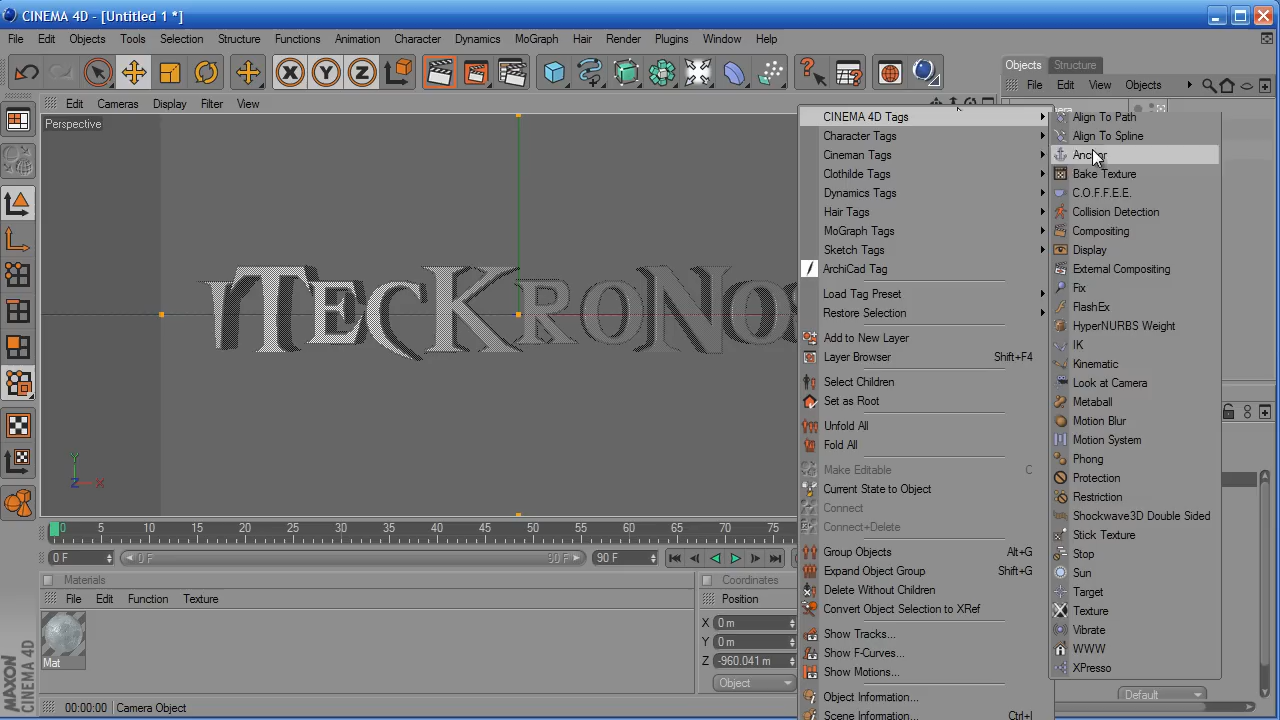 CINEMA 4D - [Untitled 1 *]
File Edit Objects Tools Selection Structure Functions Animation Character Dynamics MoGraph Hair Render Plugins Window Help
Objects Structure
File Edit View Objects
Edit Cameras Display Filter View
Perspective
TECKRONOS
X
Y
Z
CINEMA 4D Tags
Character Tags
Cineman Tags
Clothilde Tags
Dynamics Tags
Hair Tags
MoGraph Tags
Sketch Tags
ArchiCad Tag
Load Tag Preset
Restore Selection
Add to New Layer
Layer Browser Shift+F4
Select Children
Set as Root
Unfold All
Fold All
Make Editable C
Current State to Object
Connect
Connect+Delete
Group Objects Alt+G
Expand Object Group Shift+G
Delete Without Children
Convert Object Selection to XRef
Show Tracks...
Show F-Curves...
Show Motions...
Object Information...
Scene Information... Ctrl+I
Align To Path
Align To Spline
Anchor
Bake Texture
C.O.F.F.E.E.
Collision Detection
Compositing
Display
External Compositing
Fix
FlashEx
HyperNURBS Weight
IK
Kinematic
Look at Camera
Metaball
Motion Blur
Motion System
Phong
Protection
Restriction
Shockwave3D Double Sided
Stick Texture
Stop
Sun
Target
Texture
Vibrate
WWW
XPresso
Y
Z X
0 5 10 15 20 25 30 35 40 45 50 55 60 65 70 75
0 F 0 F 90 F 90 F
Materials
File Edit Function Texture
Mat
Coordinates
Position
X 0 m
Y 0 m
Z -960.041 m
Object
Default
MAXON
CINEMA 4D
00:00:00 Camera Object